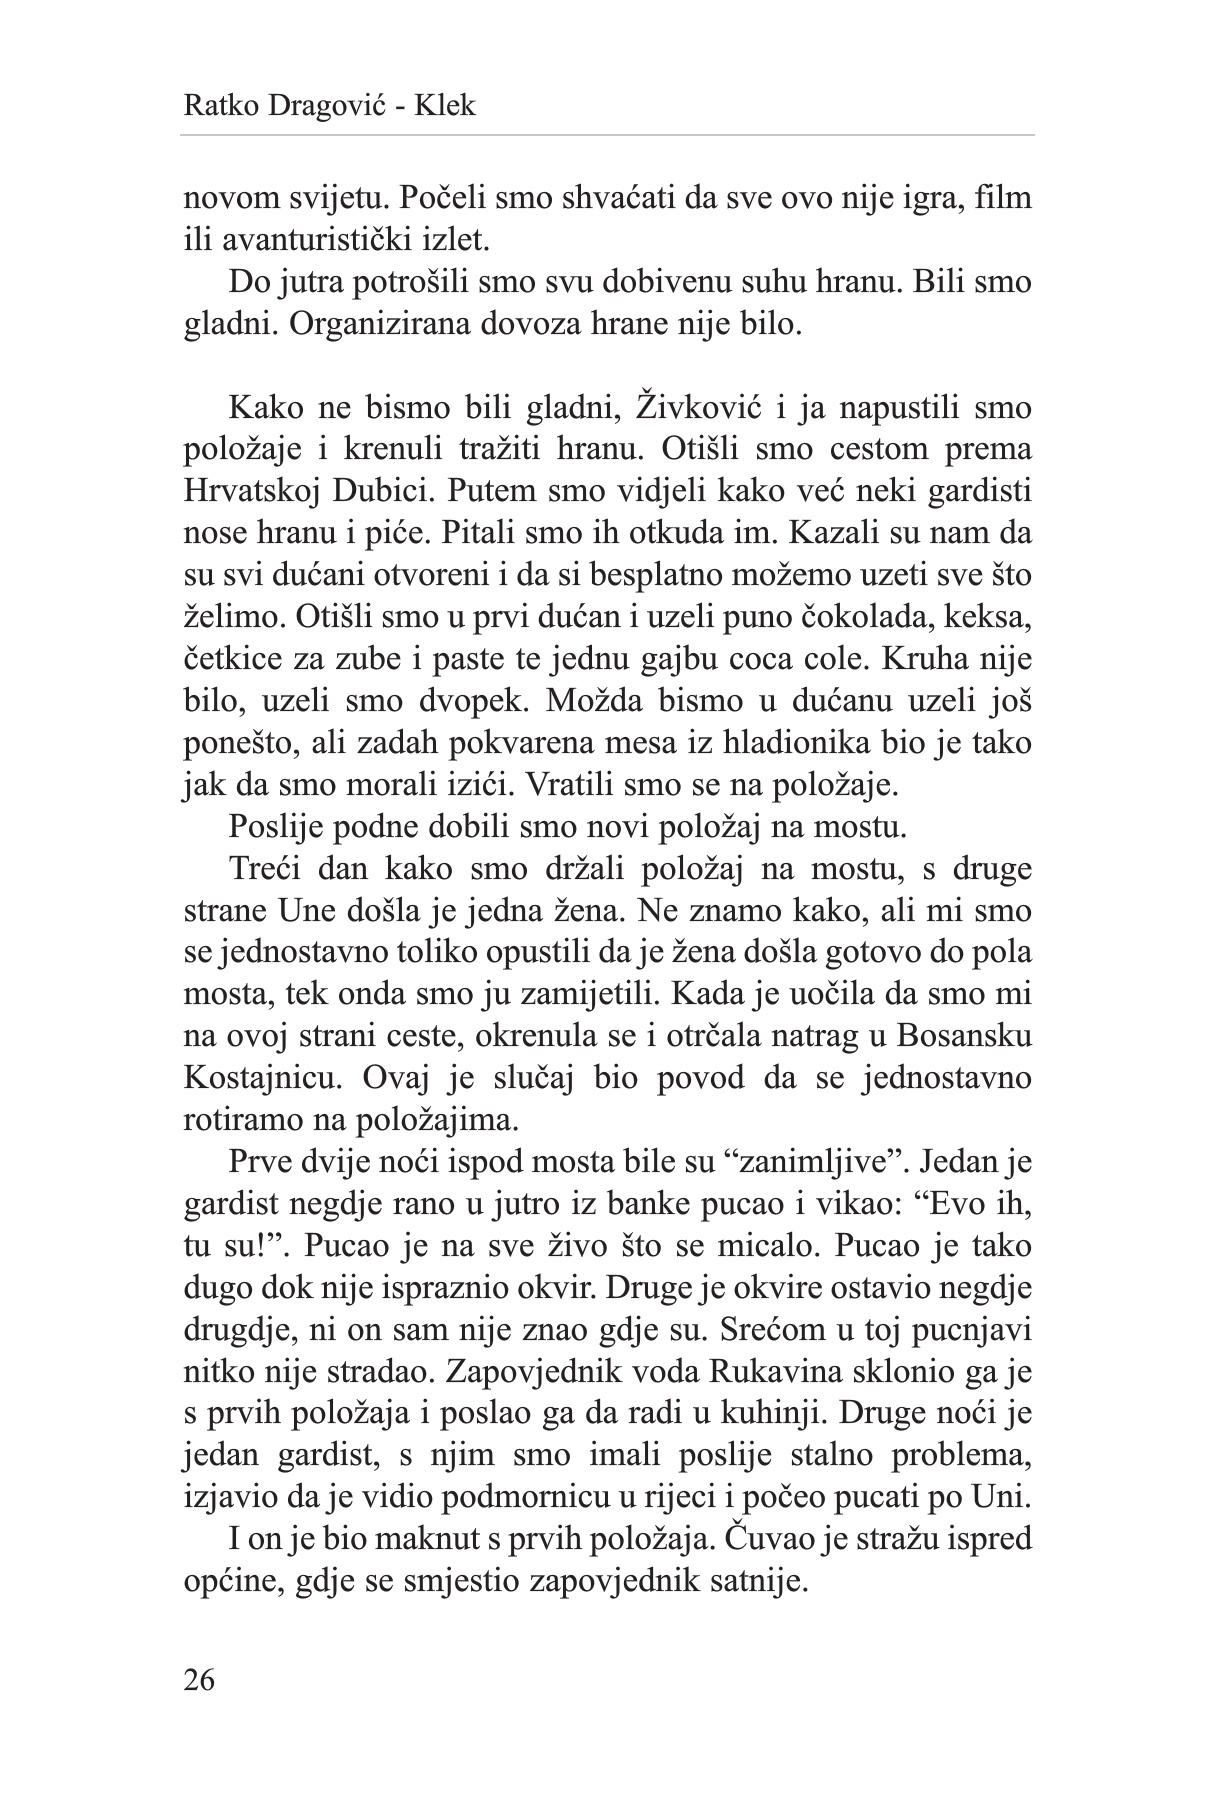 Ratko Dragović - Klek
novom svijetu. Počeli smo shvaćati da sve ovo nije igra, film
ili avanturistički izlet.
Do jutra potrošili smo svu dobivenu suhu hranu. Bili smo
gladni. Organizirana dovoza hrane nije bilo.
Kako ne bismo bili gladni, Živković i ja napustili smo
položaje i krenuli tražiti hranu. Otišli smo cestom prema
Hrvatskoj Dubici. Putem smo vidjeli kako već neki gardisti
nose hranu i piće. Pitali smo ih otkuda im. Kazali su nam da
su svi dućani otvoreni i da si besplatno možemo uzeti sve što
želimo. Otišli smo u prvi dućan i uzeli puno čokolada, keksa,
četkice za zube i paste te jednu gajbu coca cole. Kruha nije
bilo, uzeli smo dvopek. Možda bismo u dućanu uzeli još
ponešto, ali zadah pokvarena mesa iz hladionika bio je tako
jak da smo morali izići. Vratili smo se na položaje.
Poslije podne dobili smo novi položaj na mostu.
Treći dan kako smo držali položaj na mostu, s druge
strane Une došla je jedna žena. Ne znamo kako, ali mi smo
se jednostavno toliko opustili da je žena došla gotovo do pola
mosta, tek onda smo ju zamijetili. Kada je uočila da smo mi
na ovoj strani ceste, okrenula se i otrčala natrag u Bosansku
Kostajnicu. Ovaj je slučaj bio povod da se jednostavno
rotiramo na položajima.
Prve dvije noći ispod mosta bile su “zanimljive”. Jedan je
gardist negdje rano u jutro iz banke pucao i vikao: “Evo ih,
tu su!”. Pucao je na sve živo što se micalo. Pucao je tako
dugo dok nije ispraznio okvir. Druge je okvire ostavio negdje
drugdje, ni on sam nije znao gdje su. Srećom u toj pucnjavi
nitko nije stradao. Zapovjednik voda Rukavina sklonio ga je
s prvih položaja i poslao ga da radi u kuhinji. Druge noći je
jedan gardist, s njim smo imali poslije stalno problema,
izjavio da je vidio podmornicu u rijeci i počeo pucati po Uni.
I on je bio maknut s prvih položaja. Čuvao je stražu ispred
općine, gdje se smjestio zapovjednik satnije.
26